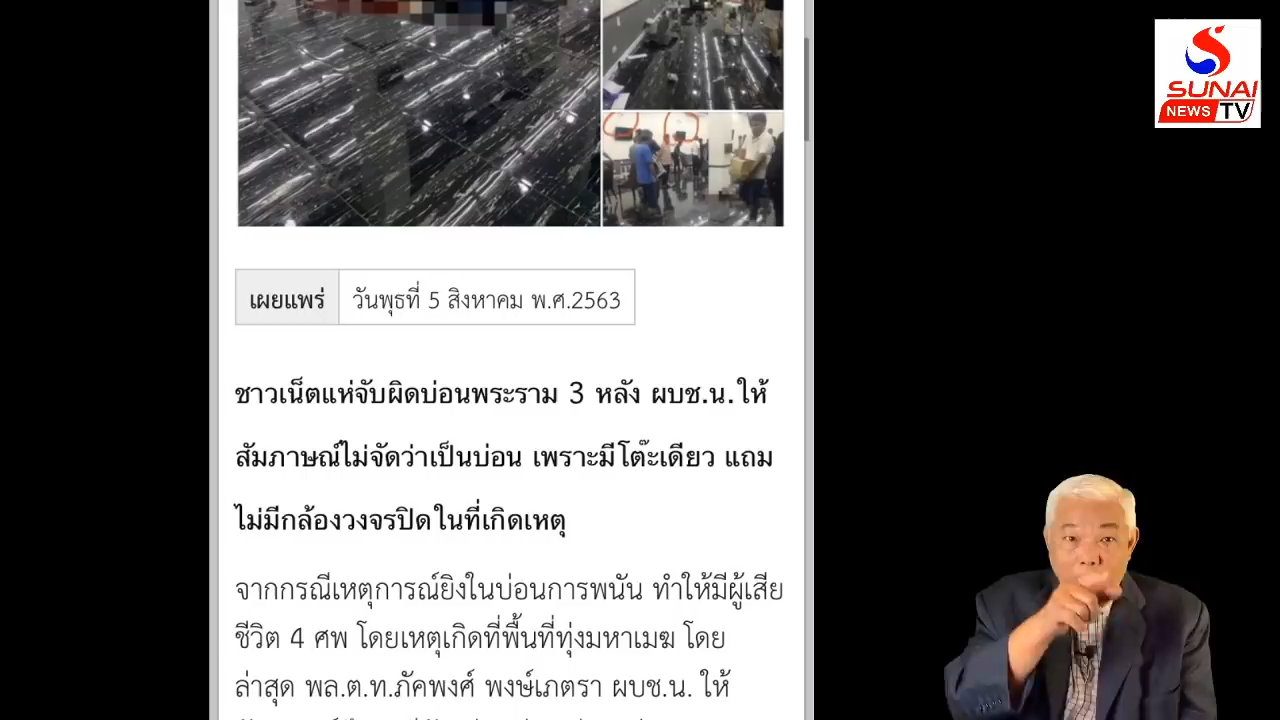 SUNAI
NEWS TV
เผยแพร่ วันพุธที่ 5 สิงหาคม พ.ศ.2563
ชาวเน็ตแห่จับผิดบ่อนพระราม 3 หลัง ผบช.น.ให้
สัมภาษณ์ไม่จัดว่าเป็นบ่อน เพราะมีโต๊ะเดียว แถม
ไม่มีกล้องวงจรปิดในที่เกิดเหตุ
จากกรณีเหตุการณ์ยิงในบ่อนการพนัน ทำให้มีผู้เสีย
ชีวิต 4 ศพ โดยเหตุเกิดที่พื้นที่ทุ่งมหาเมฆ โดย
ล่าสุด พล.ต.ท.ภัคพงศ์ พงษ์เภตรา ผบช.น. ให้